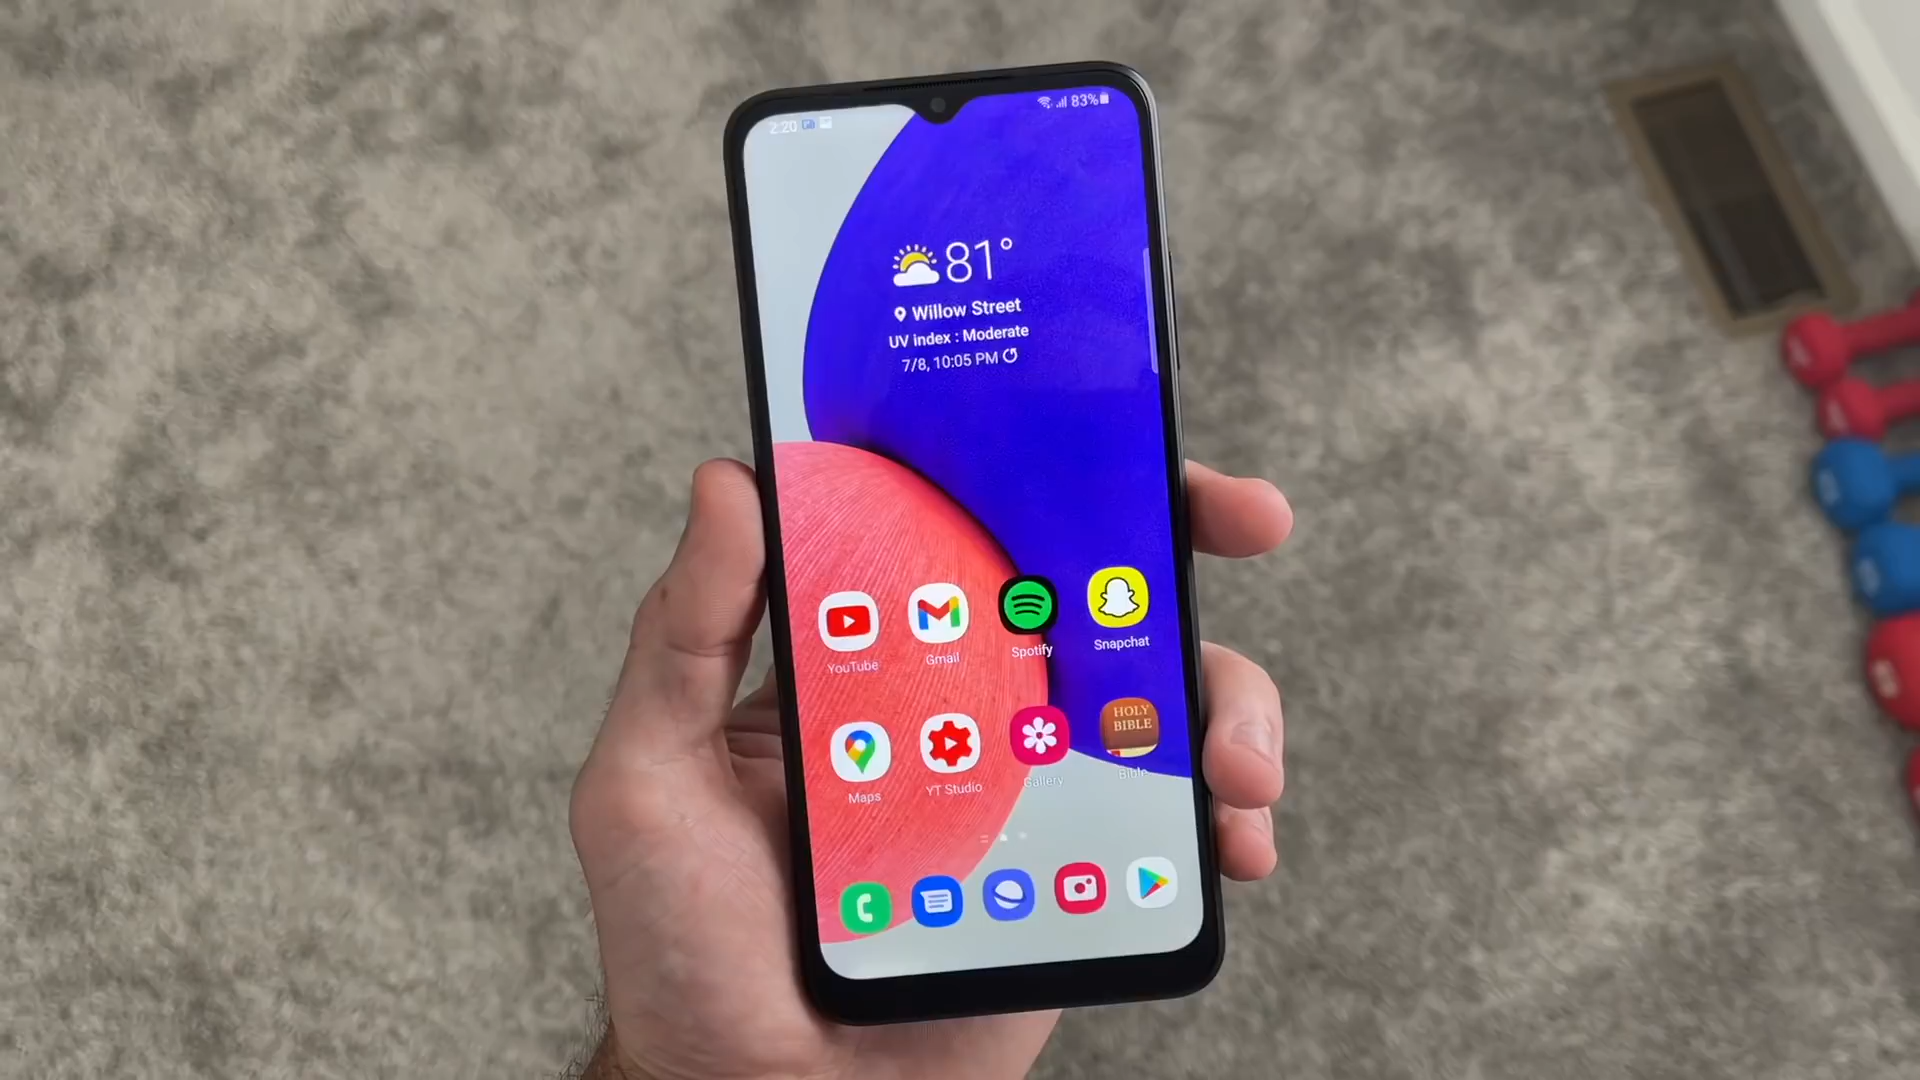 2:20
83%
81°
Willow Street
UV index : Moderate
7/8, 10:05 PM
YouTube
Gmail
Spotify
Snapchat
HOLY
BIBLE
Maps
YT Studio
Gallery
Bible